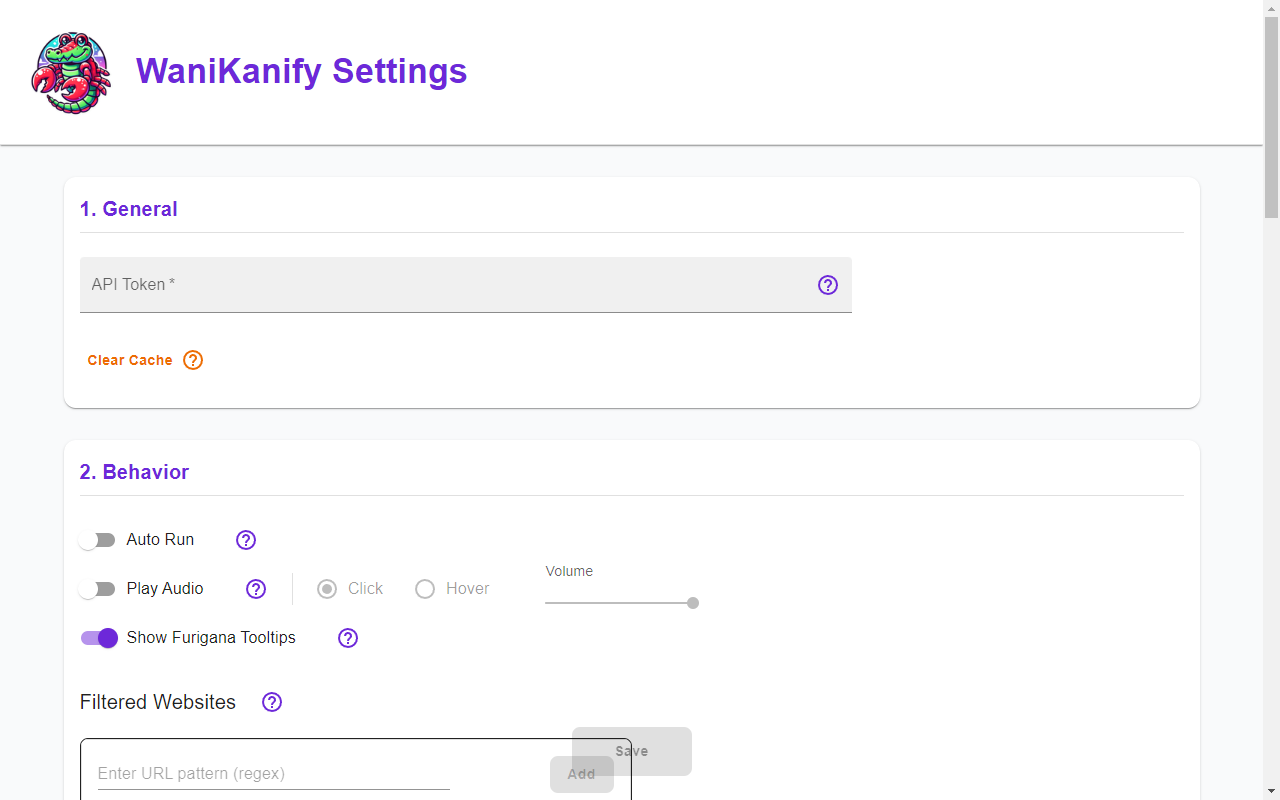 WaniKanify Settings
1. General
API Token *
Clear Cache
2. Behavior
Auto Run
Play Audio
Click
Hover
Volume
Show Furigana Tooltips
Filtered Websites
Save
Enter URL pattern (regex)
Add